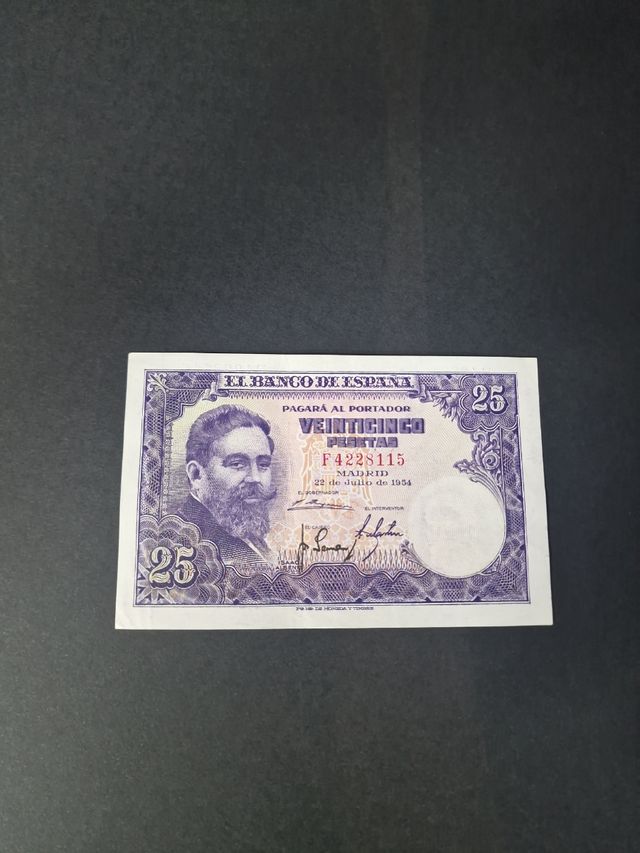 EL BANCO DE ESPAÑA
25
PAGARÁ AL PORTADOR
VEINTICINCO
PESETAS
F4228115
MADRID
22 de Julio de 1954
EL GOBERNADOR
EL INTERVENTOR
EL CAJERO
25
ISAAC